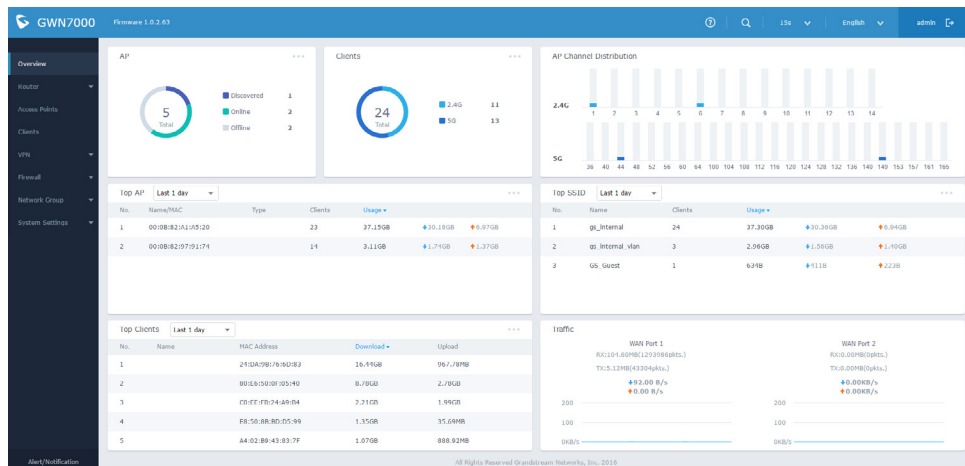 GWN7000 Firmware 1.0.2.63 15s English admin
Overview
Router
Access Points
Clients
VPN
Firewall
Network Group
System Settings
Alert/Notification
AP
5
Total
Discovered 1
Online 2
Offline 2
Clients
24
Total
2.4G 11
5G 13
AP Channel Distribution
2.4G
1 2 3 4 5 6 7 8 9 10 11 12 13 14
5G
36 40 44 48 52 56 60 64 100 104 108 112 116 120 124 128 132 136 140 149 153 157 161 165
Top AP Last 1 day
No. Name/MAC Type Clients Usage
1 00:0B:82:A1:A5:20 23 37.15GB 30.18GB 6.97GB
2 00:0B:82:97:91:74 14 3.11GB 1.74GB 1.37GB
Top SSID Last 1 day
No. Name Clients Usage
1 gs_internal 24 37.30GB 30.36GB 6.94GB
2 gs_internal_vlan 3 2.96GB 1.56GB 1.40GB
3 GS_Guest 1 634B 411B 223B
Top Clients Last 1 day
No. Name MAC Address Download Upload
1 24:DA:9B:76:6D:83 16.44GB 967.78MB
2 80:E6:50:0F:05:40 8.78GB 2.78GB
3 C0:EE:FB:24:A9:D4 2.21GB 1.99GB
4 F8:50:8B:BD:D5:99 1.35GB 35.69MB
5 A4:02:B9:43:83:7F 1.07GB 888.92MB
Traffic
WAN Port 1
RX:104.60MB(1293986pkts.)
TX:5.12MB(43304pkts.)
92.00 B/s
0.00 B/s
200
100
0KB/s
WAN Port 2
RX:0.00MB(0pkts.)
TX:0.00MB(0pkts.)
0.00KB/s
0.00KB/s
200
100
0KB/s
All Rights Reserved Grandstream Networks, Inc. 2016